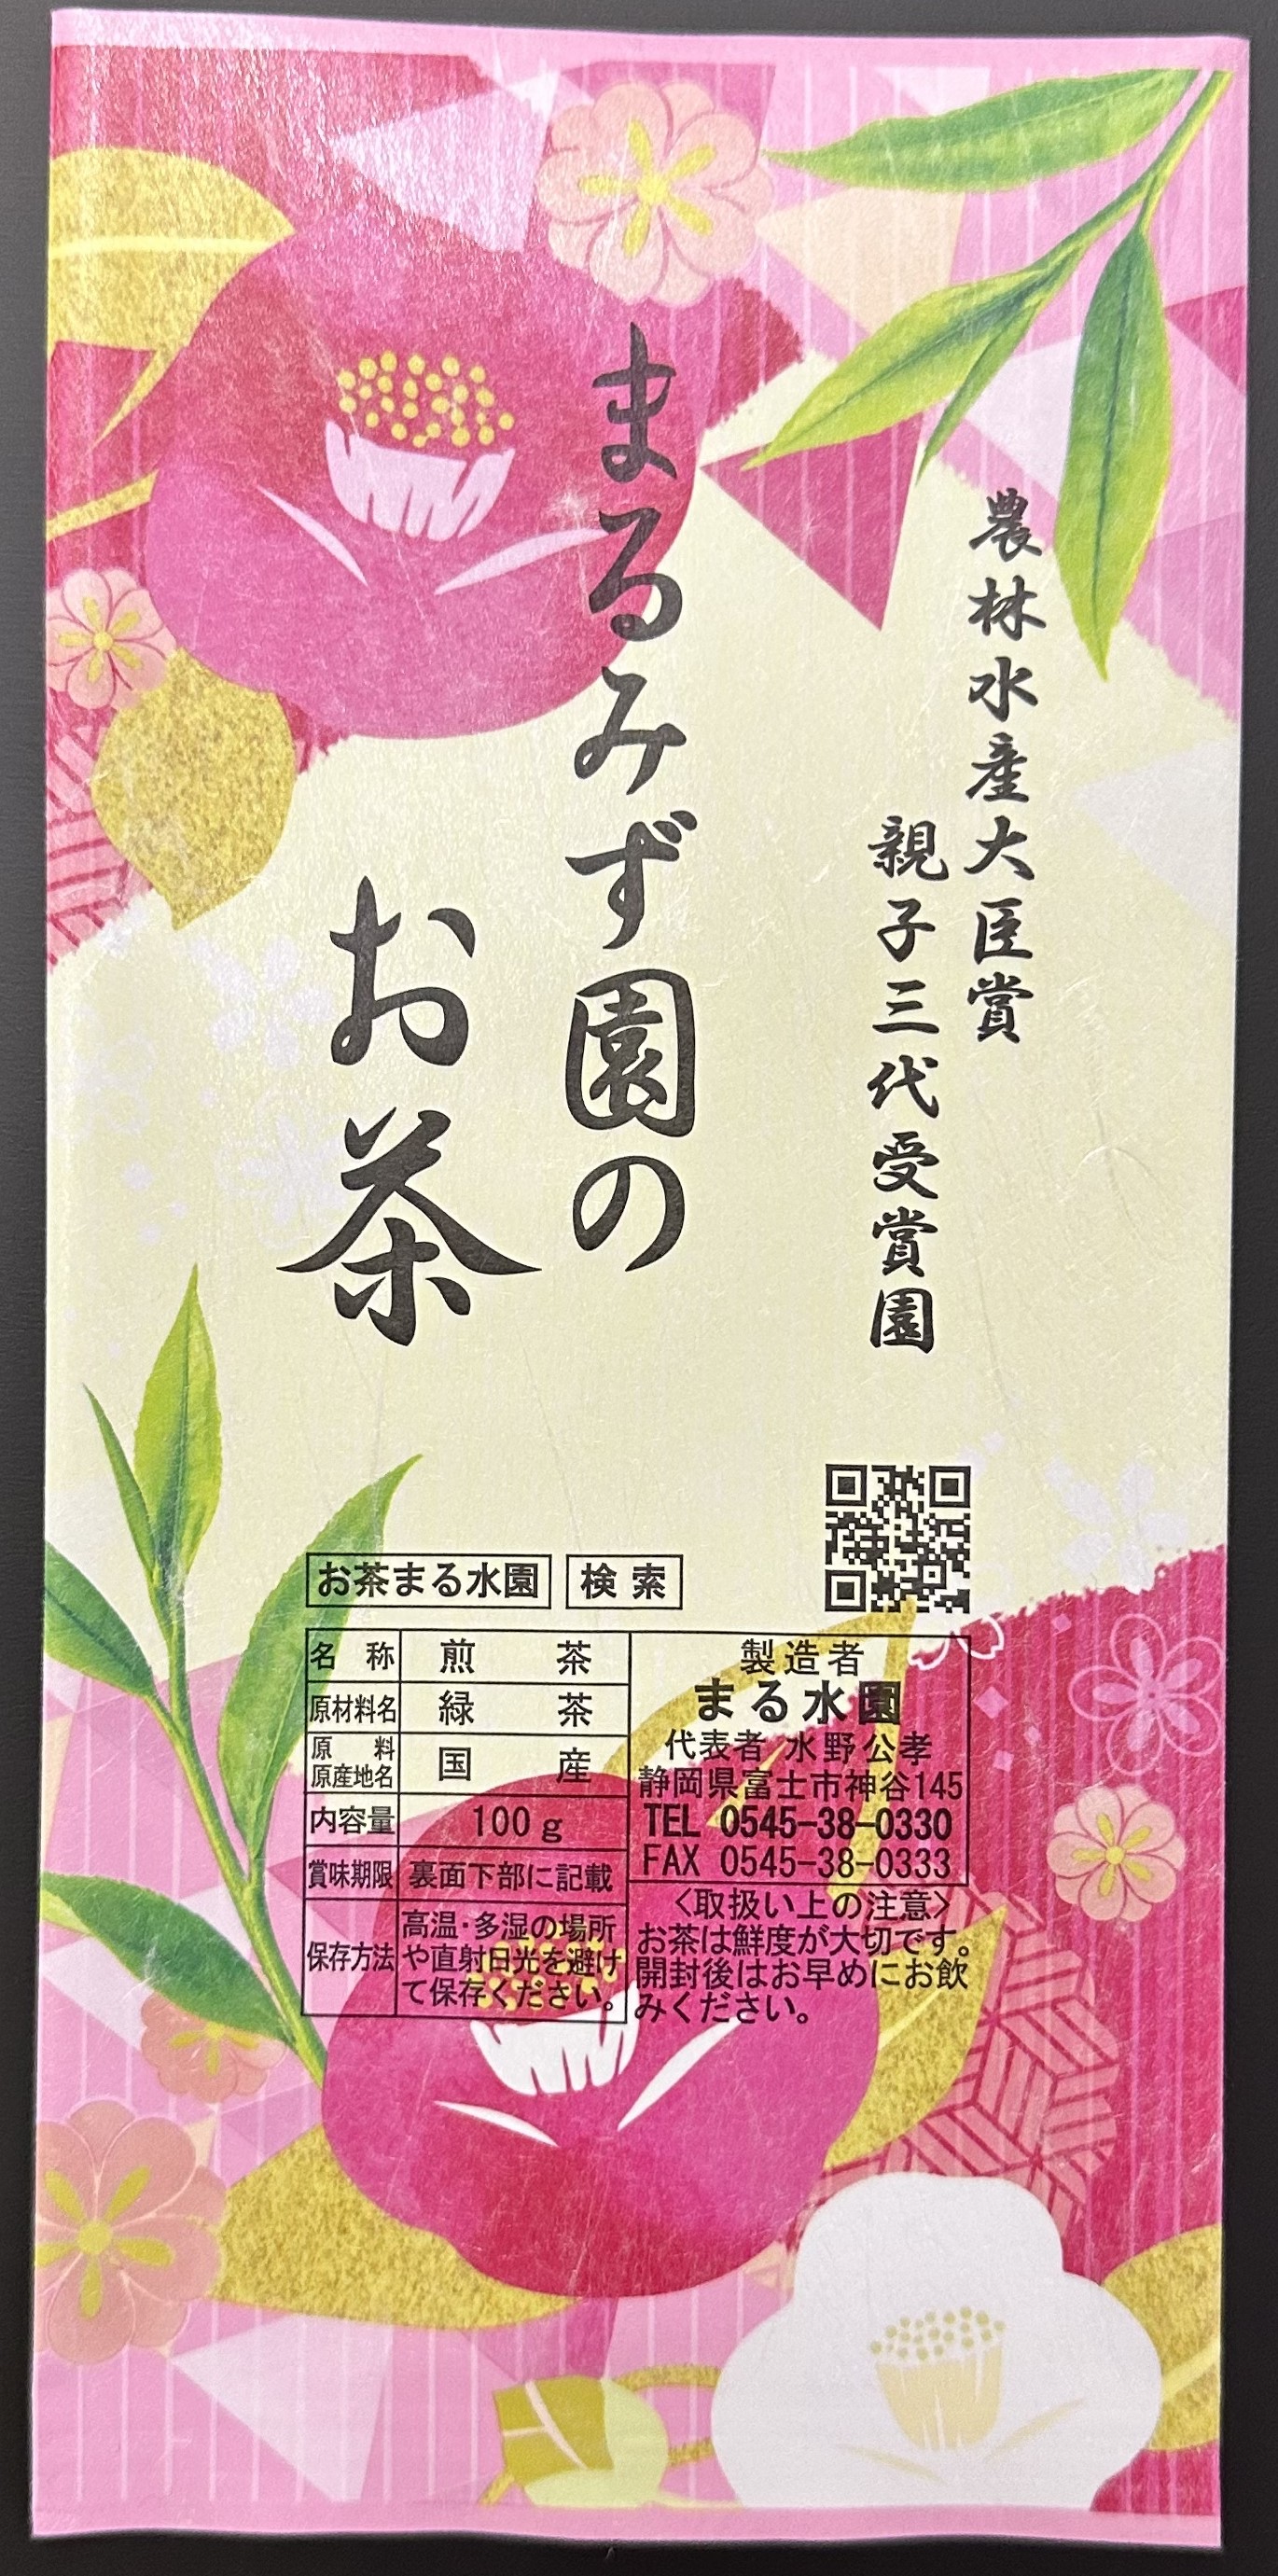 農林水産大臣賞
親子三代受賞園
まるみず園の
お茶
お茶まる水園 検索
名称 煎茶
原材料名 緑茶
原料原産地名 国産
内容量 100g
賞味期限 裏面下部に記載
保存方法 高温・多湿の場所
や直射日光を避け
て保存ください。
製造者
まる水園
代表者 水野公孝
静岡県富士市神谷145
TEL 0545-38-0330
FAX 0545-38-0333
〈取扱い上の注意〉
お茶は鮮度が大切です。
開封後はお早めにお飲
みください。